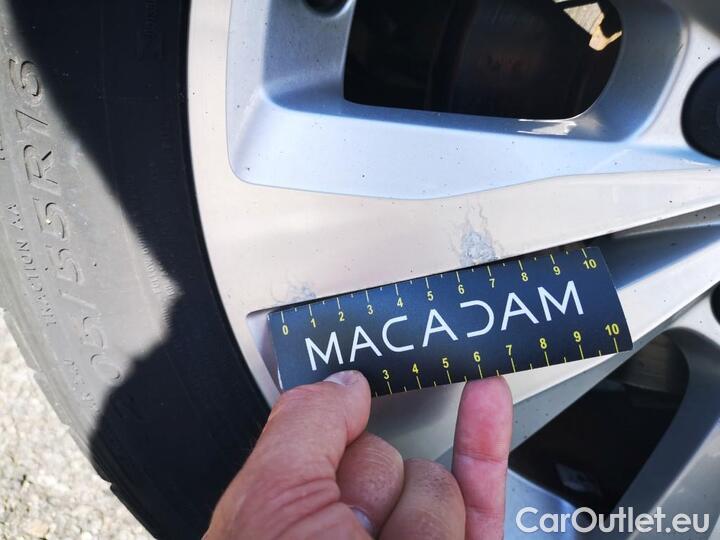 05/55R16
TRACTION AA
0 1 2 3 4 5 6 7 8 9 10
MACADAM
3 4 5 6 7 8 9 10
CarOutlet.eu